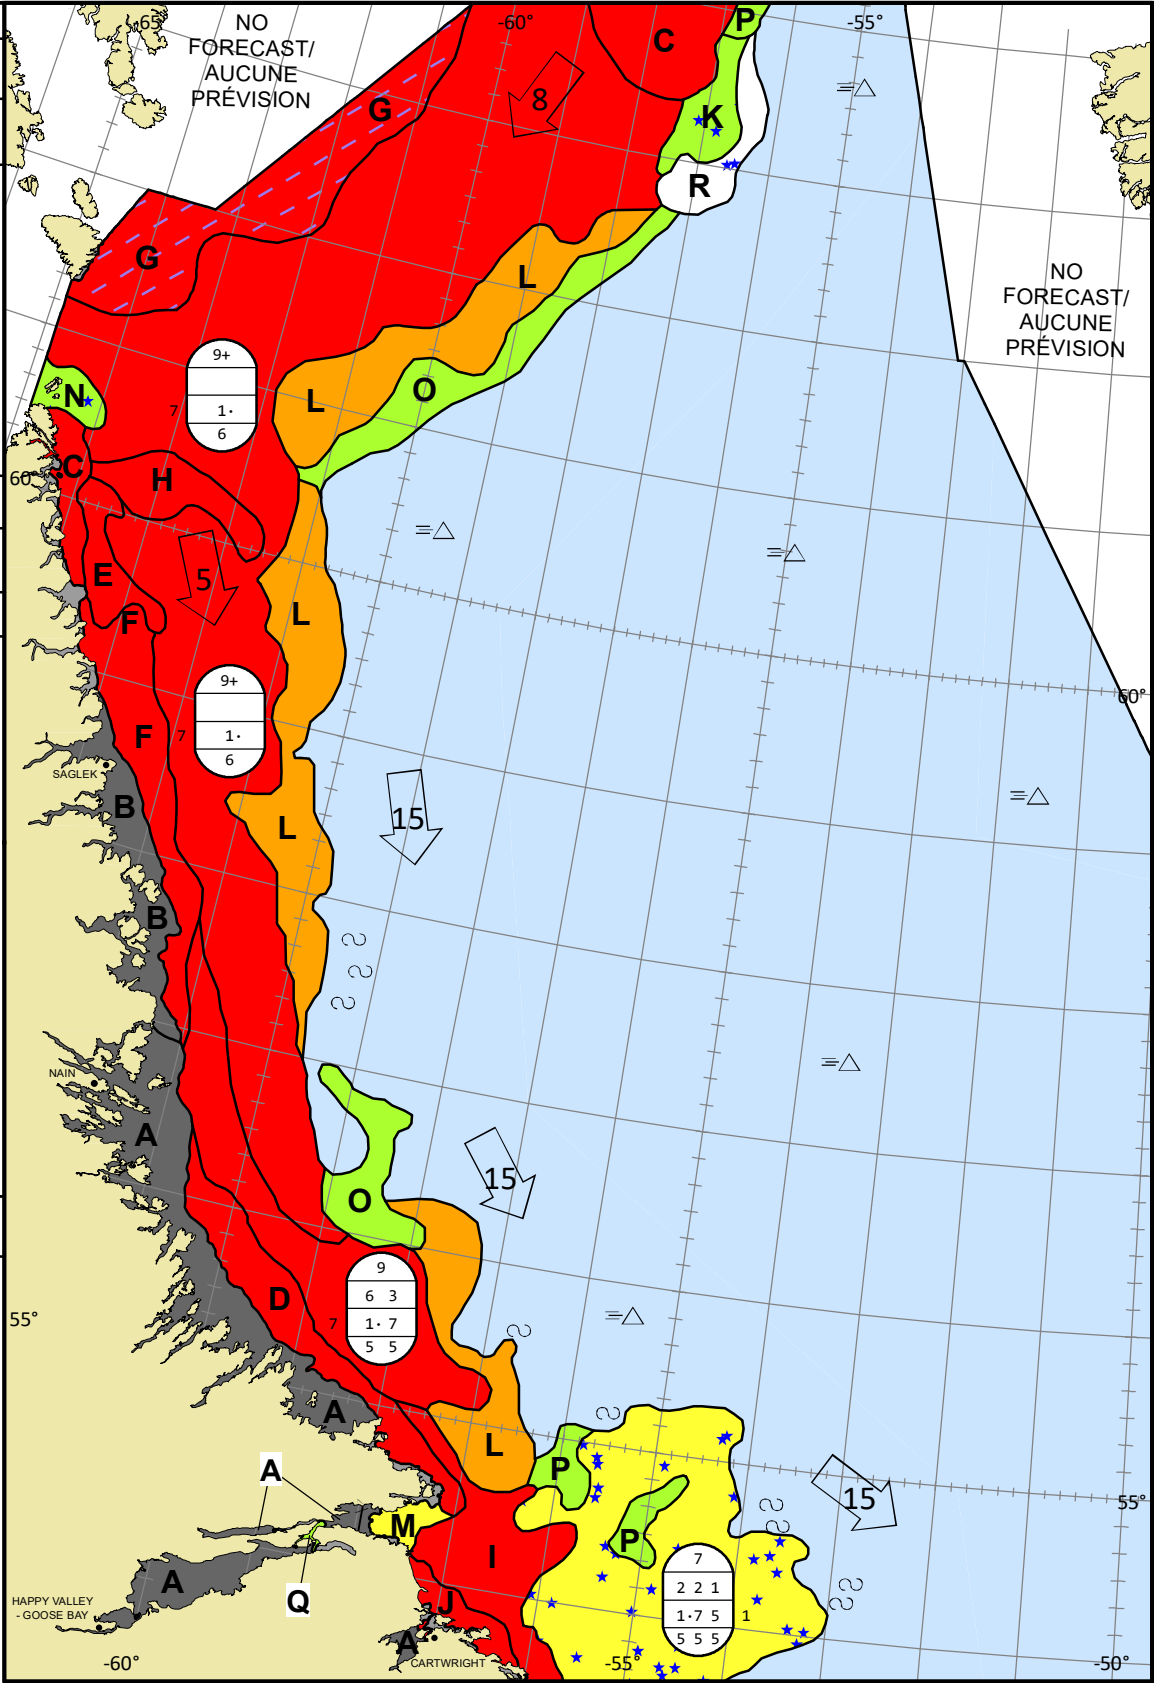 -65°
NO
FORECAST/
AUCUNE
PRÉVISION
-60°
C
P
-55°
G
8
K
R
G
L
NO
FORECAST/
AUCUNE
PRÉVISION
9+
7 1·
6
N
L
O
C
60°
H
E
5
F
L
60°
9+
7 1·
6
F
SAGLEK
B
L
15
B
NAIN
A
15
O
9
6 3
7 1· 7
5 5
D
55°
A
L
P
A
15
55°
M
P
I
7
2 2 1
1·7 5 1
5 5 5
A
HAPPY VALLEY
- GOOSE BAY
Q
J
A
CARTWRIGHT
-60°
-55°
-50°